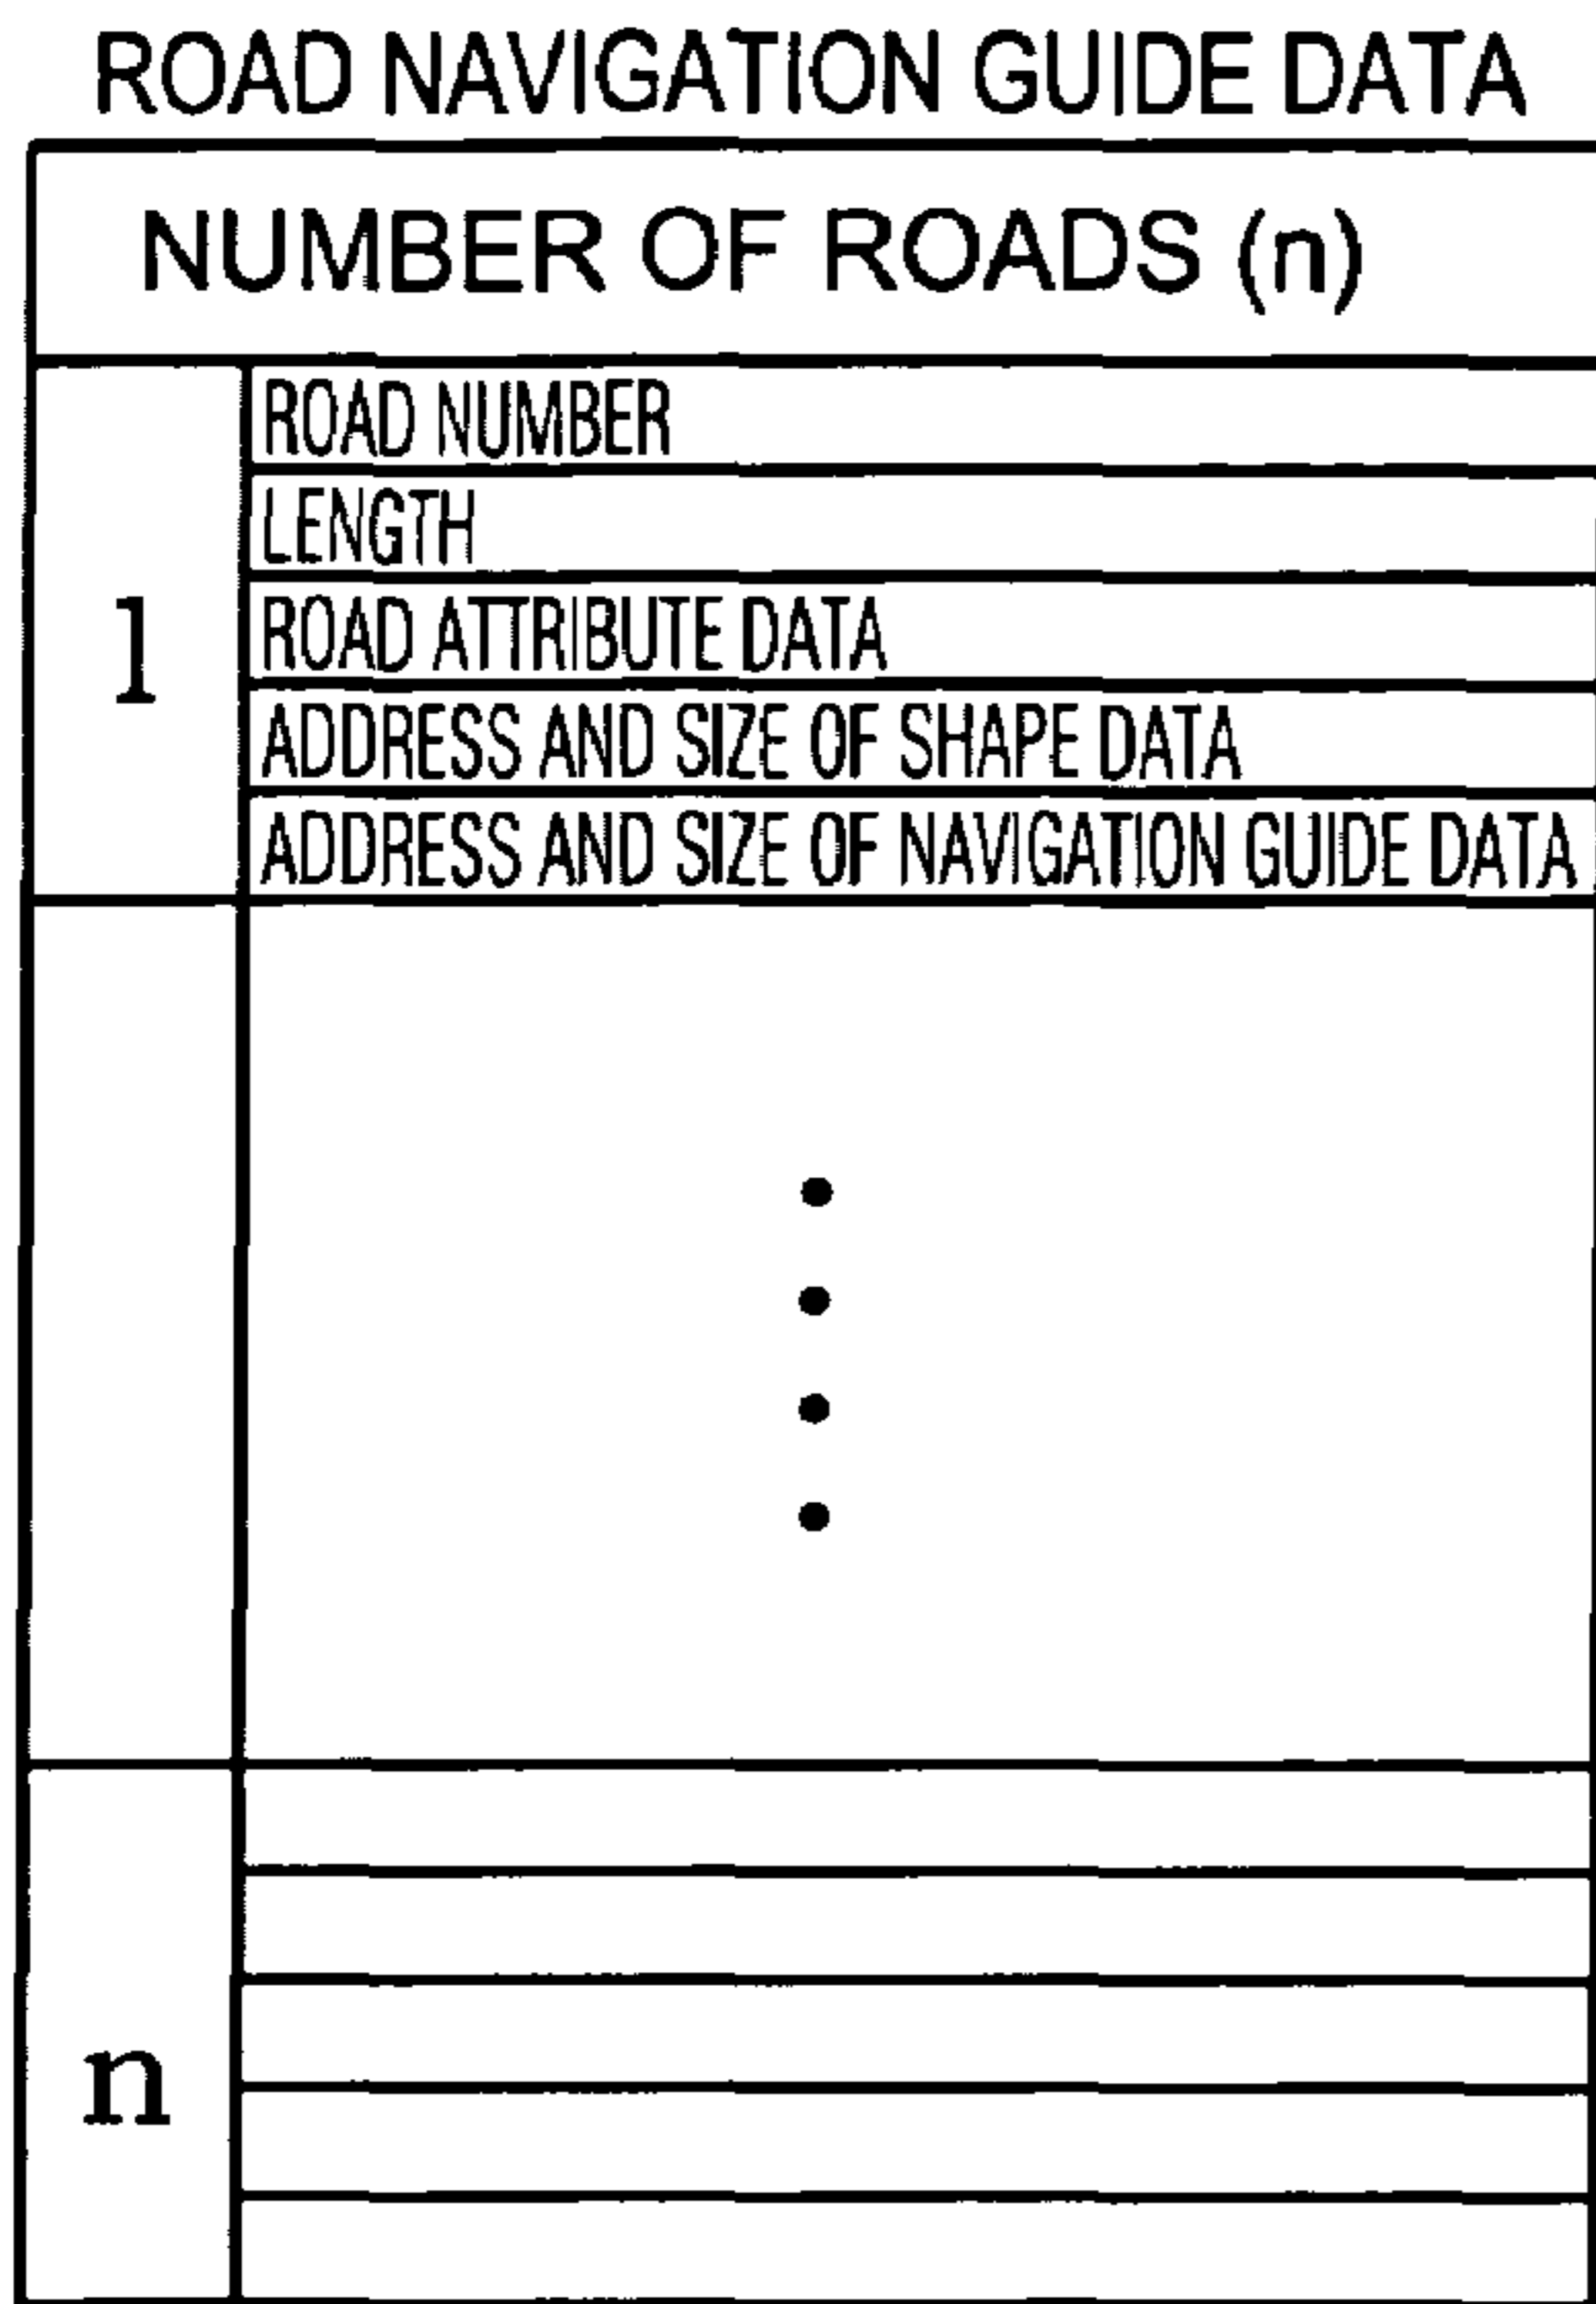 ROAD NAVIGATION GUIDE DATA
NUMBER OF ROADS (n)
ROAD NUMBER
LENGTH
1
ROAD ATTRIBUTE DATA
ADDRESS AND SIZE OF SHAPE DATA
ADDRESS AND SIZE OF NAVIGATION GUIDE DATA
n